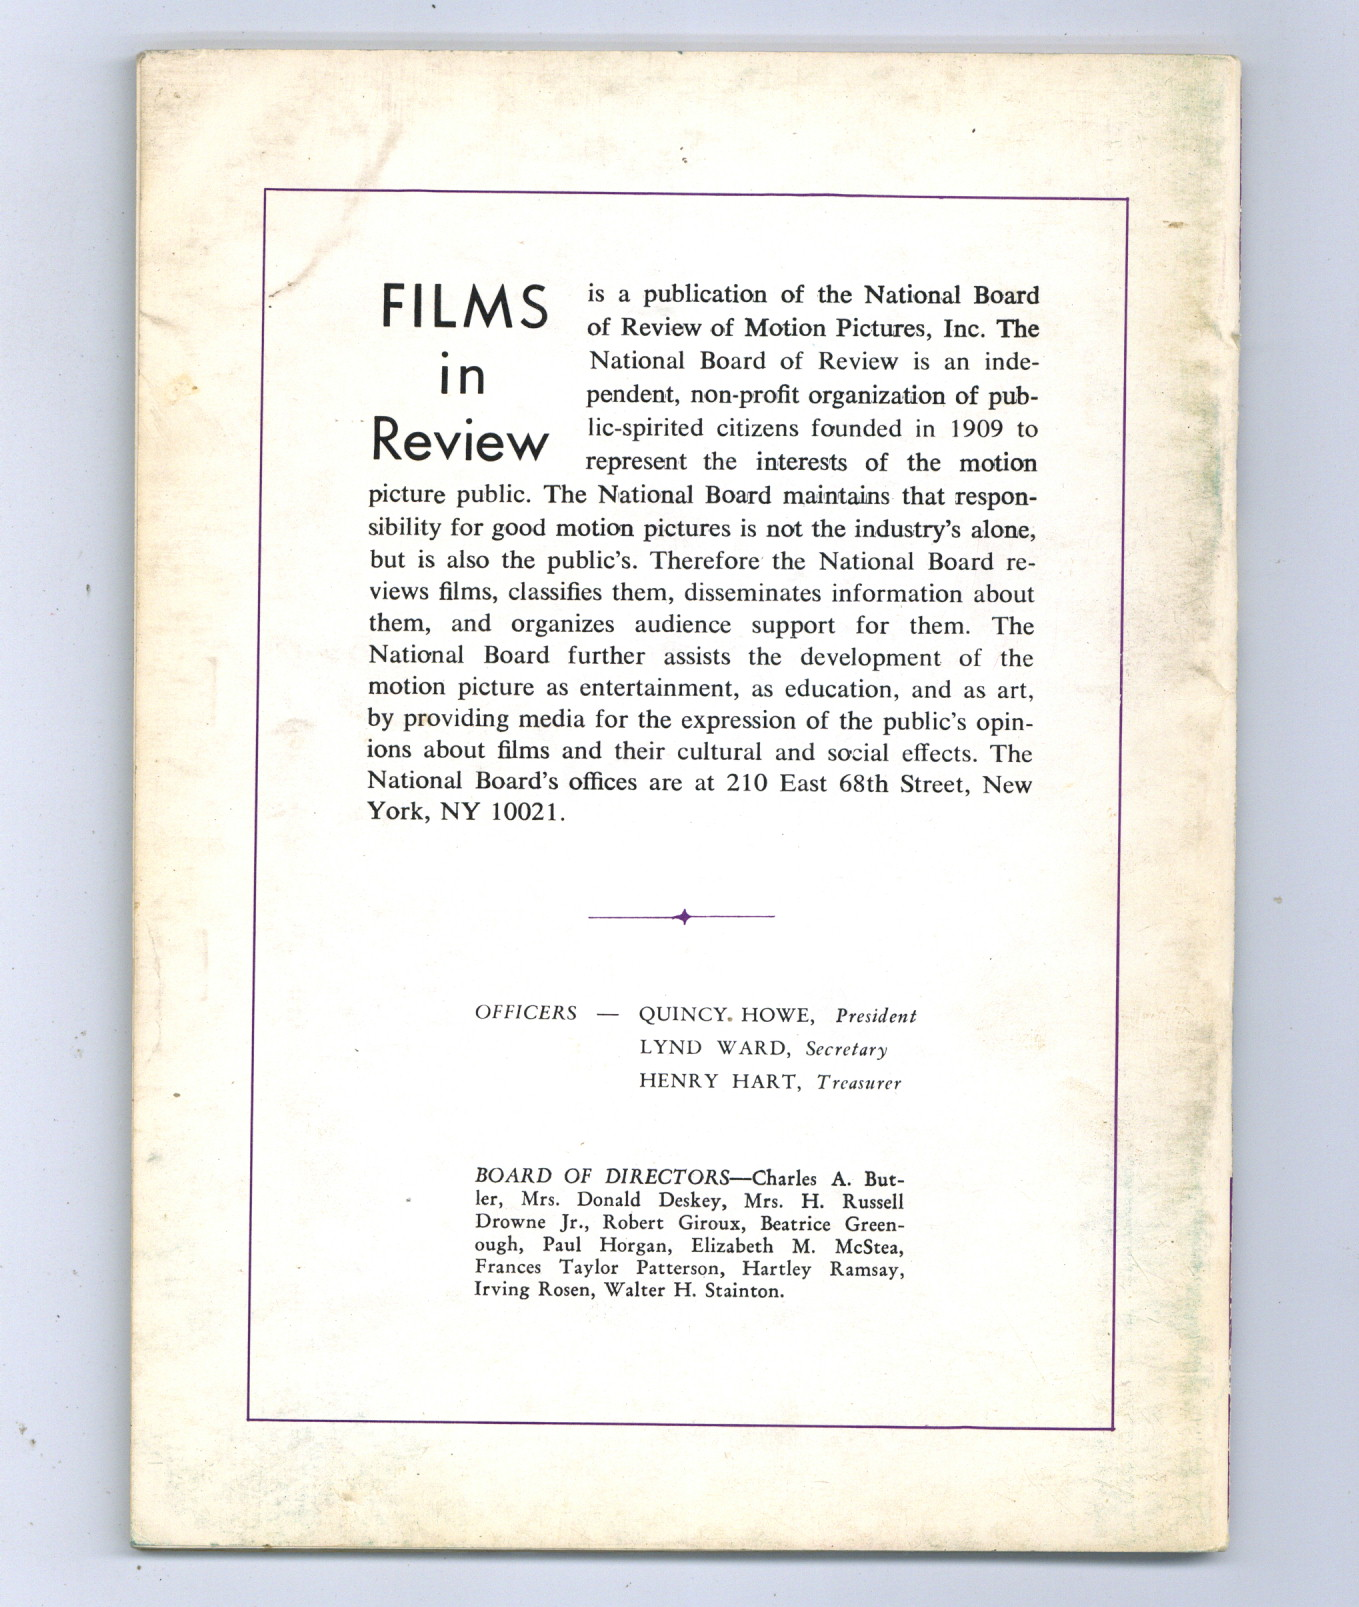 FILMS
in
Review
is a publication of the National Board
of Review of Motion Pictures, Inc. The
National Board of Review is an inde-
pendent, non-profit organization of pub-
lic-spirited citizens founded in 1909 to
represent the interests of the motion
picture public. The National Board maintains that respon-
sibility for good motion pictures is not the industry's alone,
but is also the public's. Therefore the National Board re-
views films, classifies them, disseminates information about
them, and organizes audience support for them. The
National Board further assists the development of the
motion picture as entertainment, as education, and as art,
by providing media for the expression of the public's opin-
ions about films and their cultural and social effects. The
National Board's offices are at 210 East 68th Street, New
York, NY 10021.
OFFICERS — QUINCY HOWE, President
LYND WARD, Secretary
HENRY HART, Treasurer
BOARD OF DIRECTORS—Charles A. But-
ler, Mrs. Donald Deskey, Mrs. H. Russell
Drowne Jr., Robert Giroux, Beatrice Green-
ough, Paul Horgan, Elizabeth M. McStea,
Frances Taylor Patterson, Hartley Ramsay,
Irving Rosen, Walter H. Stainton.